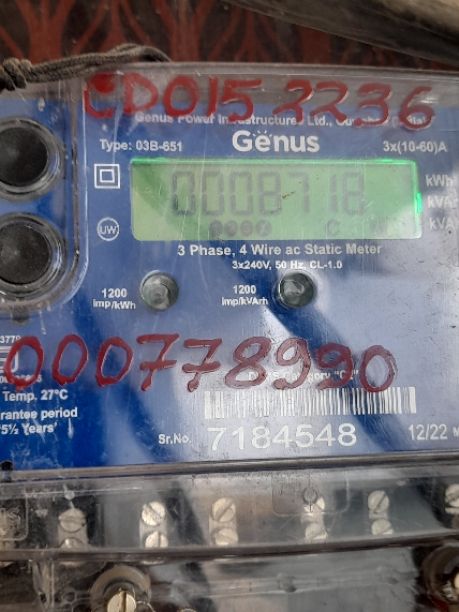 CD0152236
Genus Power Infrastructures Ltd.,
Type: 03B-651 Genus 3x(10-60)A
0008718
kWh
UW
3 Phase, 4 Wire ac Static Meter
3x240V, 50 Hz, CL-1.0
1200 imp/kWh
1200 imp/kVArh
000778990
Temp. 27°C
Sr.No. 7184548 12/22